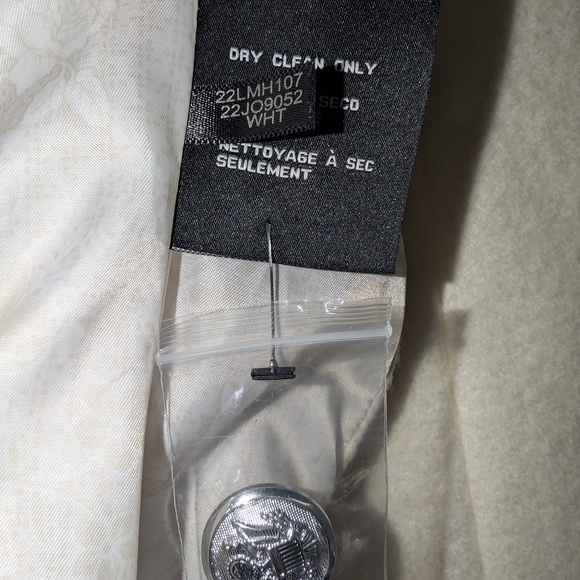 DRY CLEAN ONLY
22LMH107
22JO9052
WHT
SECO
NETTOYAGE À SEC
SEULEMENT